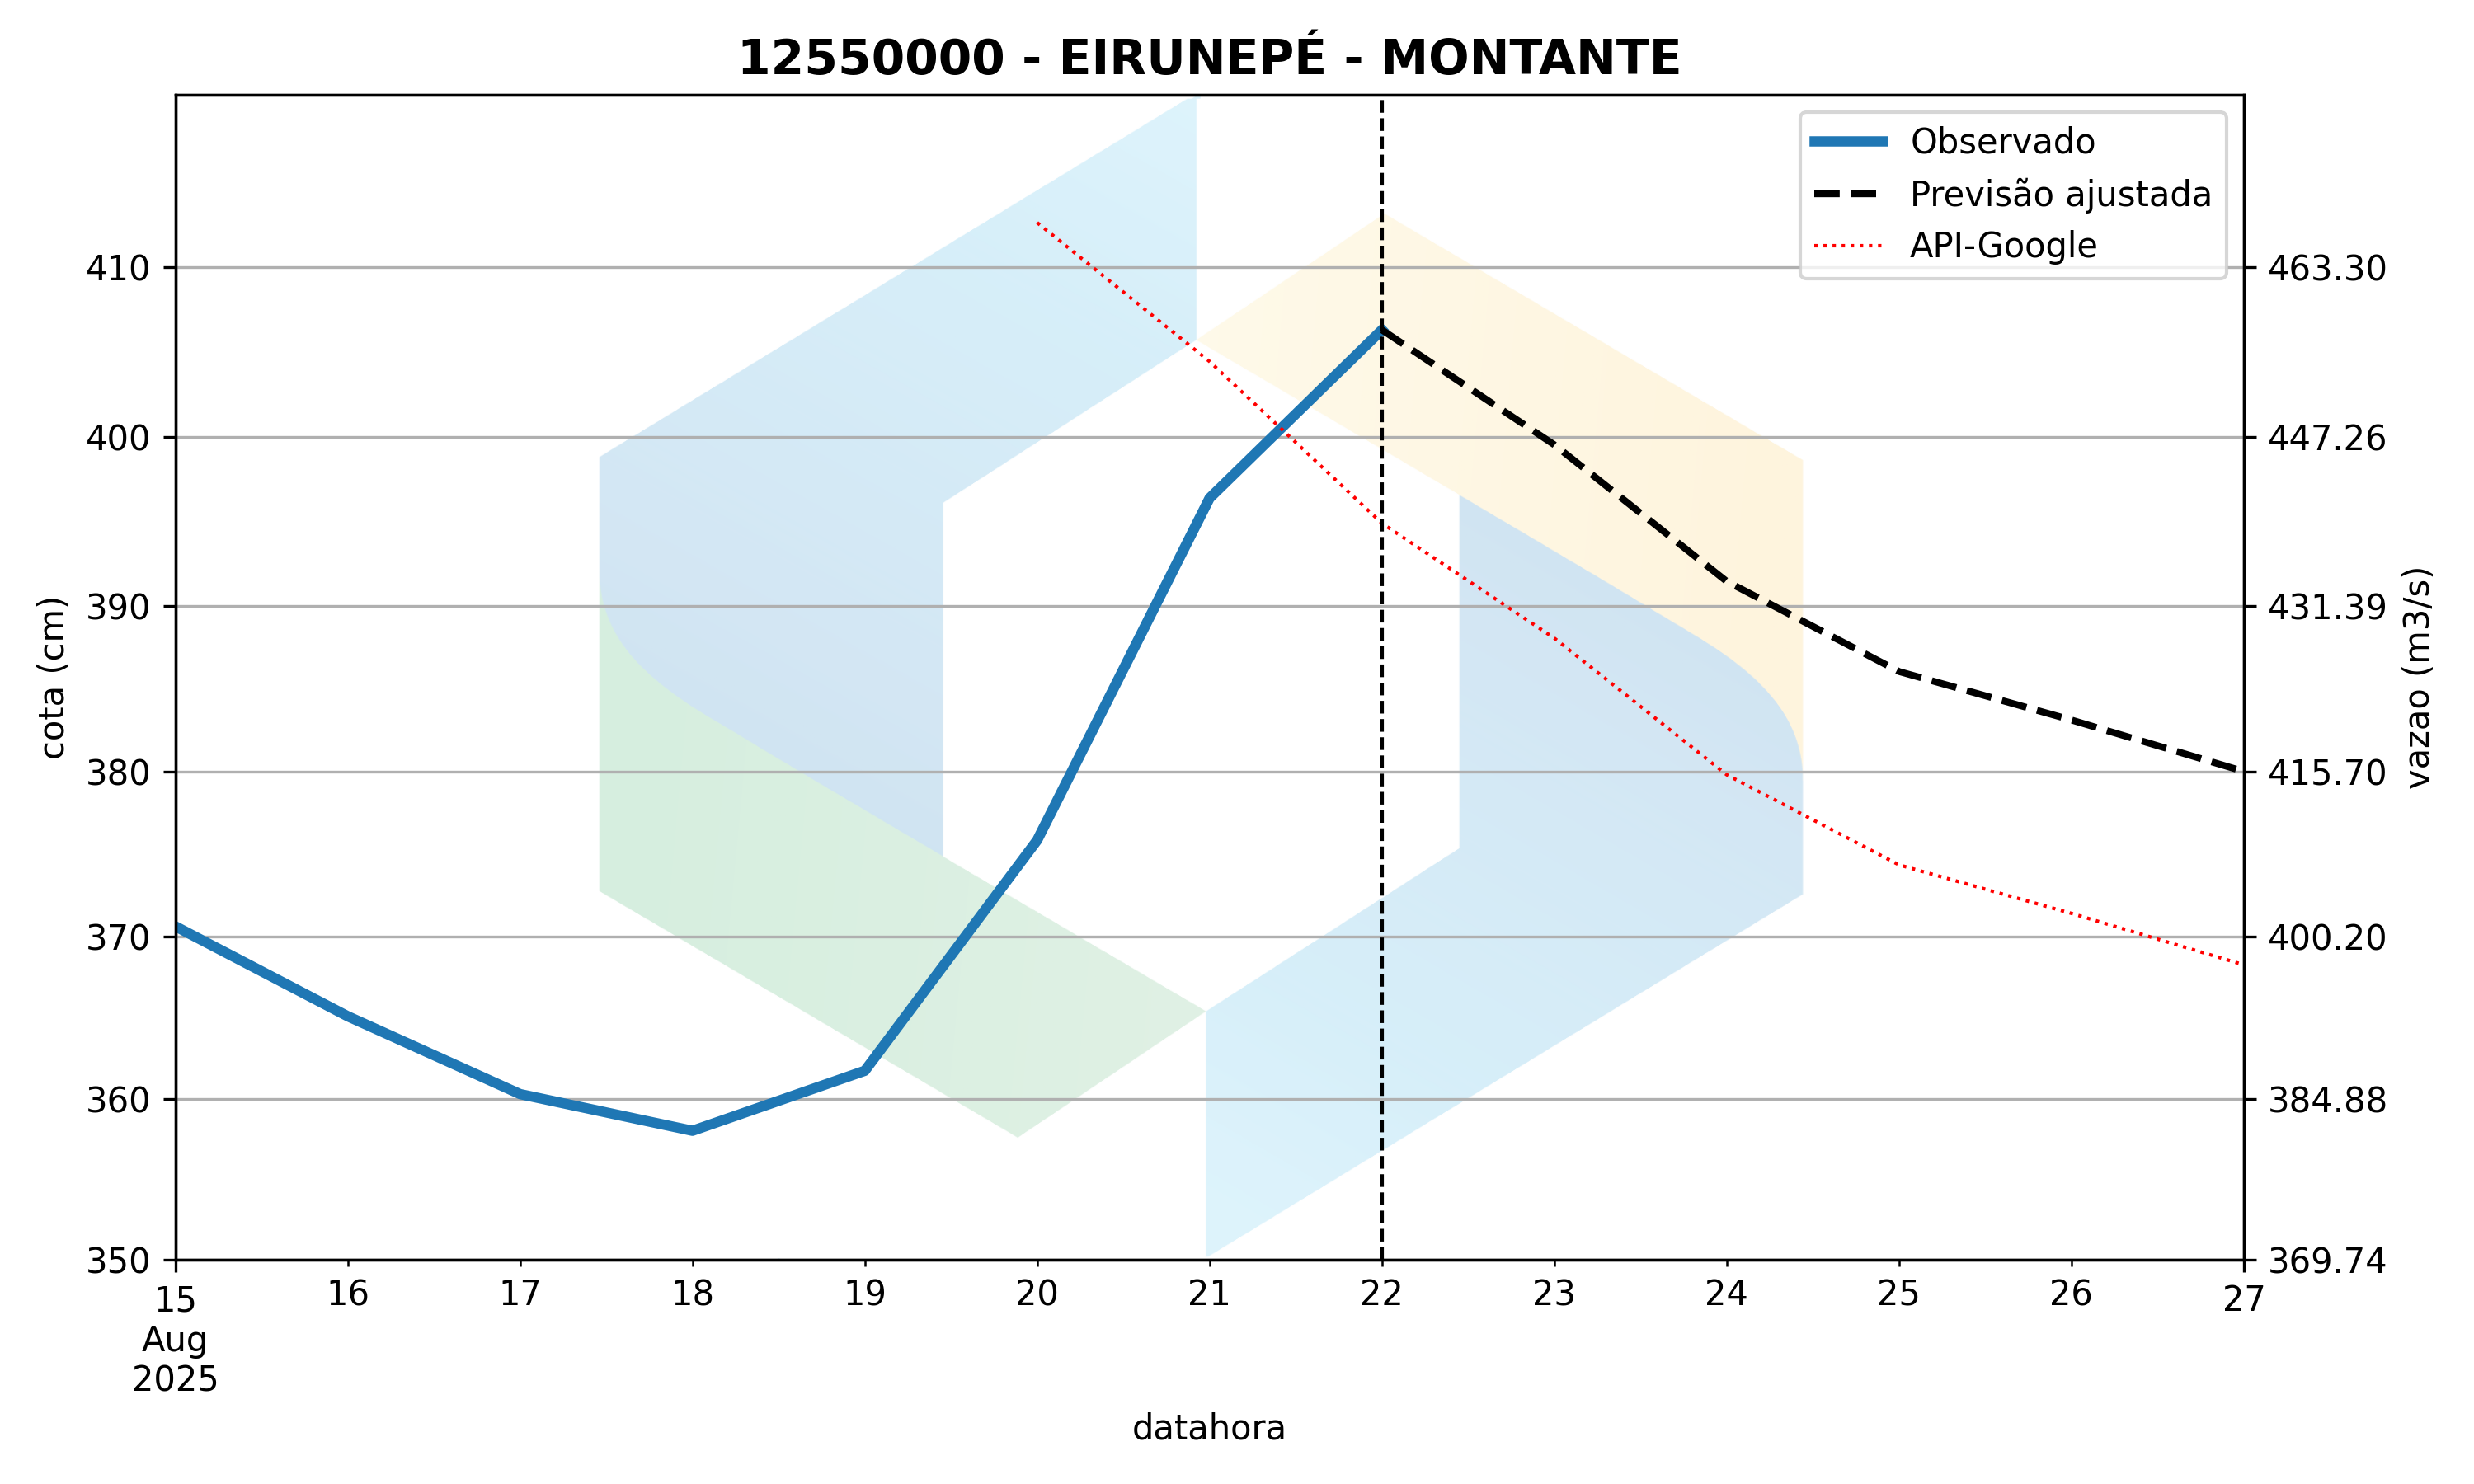 12550000 - EIRUNEPÉ - MONTANTE
Observado
Previsão ajustada
API-Google
cota (cm)
410
400
390
380
370
360
350
463.30
447.26
431.39
415.70
400.20
384.88
369.74
vazao (m3/s)
15 16 17 18 19 20 21 22 23 24 25 26 27
Aug
2025
datahora